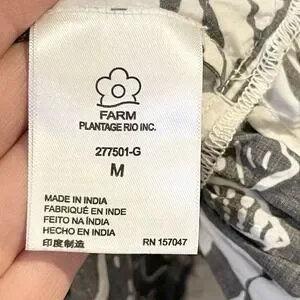 FARM
PLANTAGE RIO INC.
277501-G
M
MADE IN INDIA
FABRIQUÉ EN INDE
FEITO NA ÍNDIA
HECHO EN INDIA
印度制造
RN 157047